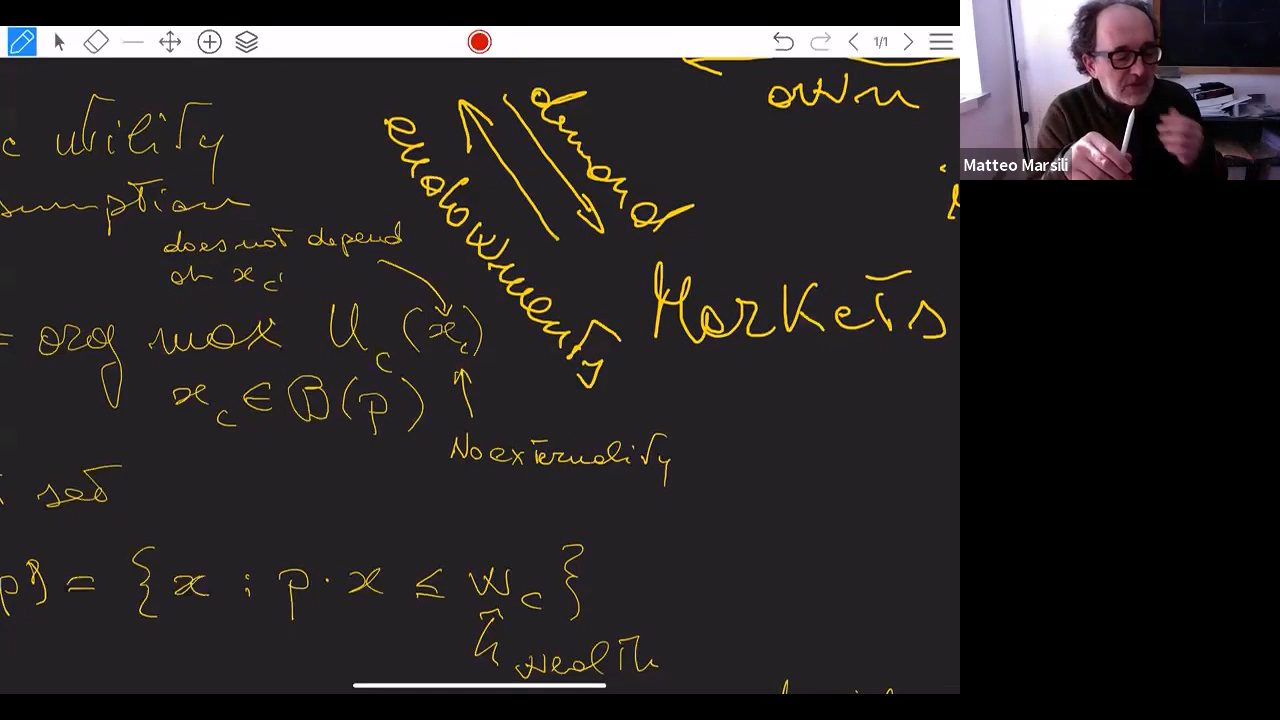 1/1
Matteo Marsili
c utility
sumption
does not depend
on x_c'
= arg max U_c (x_c)
x_c ∈ B(p)
No externality
set
p) = { x : p · x ≤ w_c }
wealth
endowments
demand
Markets
own